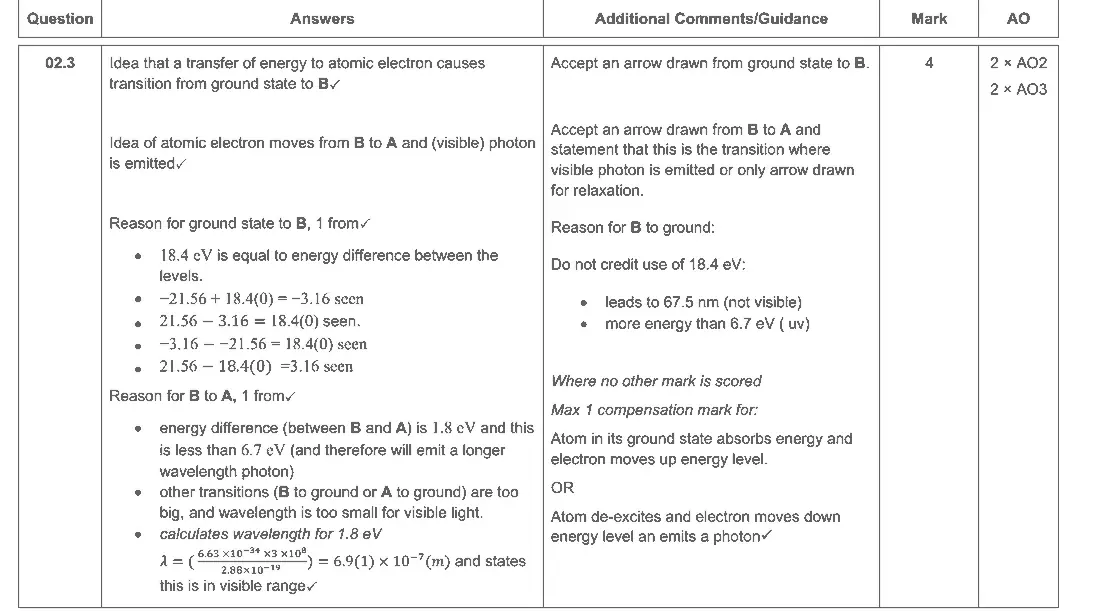 Question Answers Additional Comments/Guidance Mark AO
02.3
Idea that a transfer of energy to atomic electron causes
transition from ground state to B✓
Idea of atomic electron moves from B to A and (visible) photon
is emitted✓
Reason for ground state to B, 1 from✓
• 18.4 eV is equal to energy difference between the
levels.
• −21.56 + 18.4(0) = −3.16 seen
• 21.56 − 3.16 = 18.4(0) seen.
• −3.16 − −21.56 = 18.4(0) seen
• 21.56 − 18.4(0) =3.16 seen
Reason for B to A, 1 from✓
• energy difference (between B and A) is 1.8 eV and this
is less than 6.7 eV (and therefore will emit a longer
wavelength photon)
• other transitions (B to ground or A to ground) are too
big, and wavelength is too small for visible light.
• calculates wavelength for 1.8 eV
λ = (6.63 ×10⁻³⁴ ×3 ×10⁸ / 2.88×10⁻¹⁹) = 6.9(1) × 10⁻⁷(m) and states
this is in visible range✓
Accept an arrow drawn from ground state to B.
Accept an arrow drawn from B to A and
statement that this is the transition where
visible photon is emitted or only arrow drawn
for relaxation.
Reason for B to ground:
Do not credit use of 18.4 eV:
• leads to 67.5 nm (not visible)
• more energy than 6.7 eV ( uv)
Where no other mark is scored
Max 1 compensation mark for:
Atom in its ground state absorbs energy and
electron moves up energy level.
OR
Atom de-excites and electron moves down
energy level an emits a photon✓
4
2 × AO2
2 × AO3